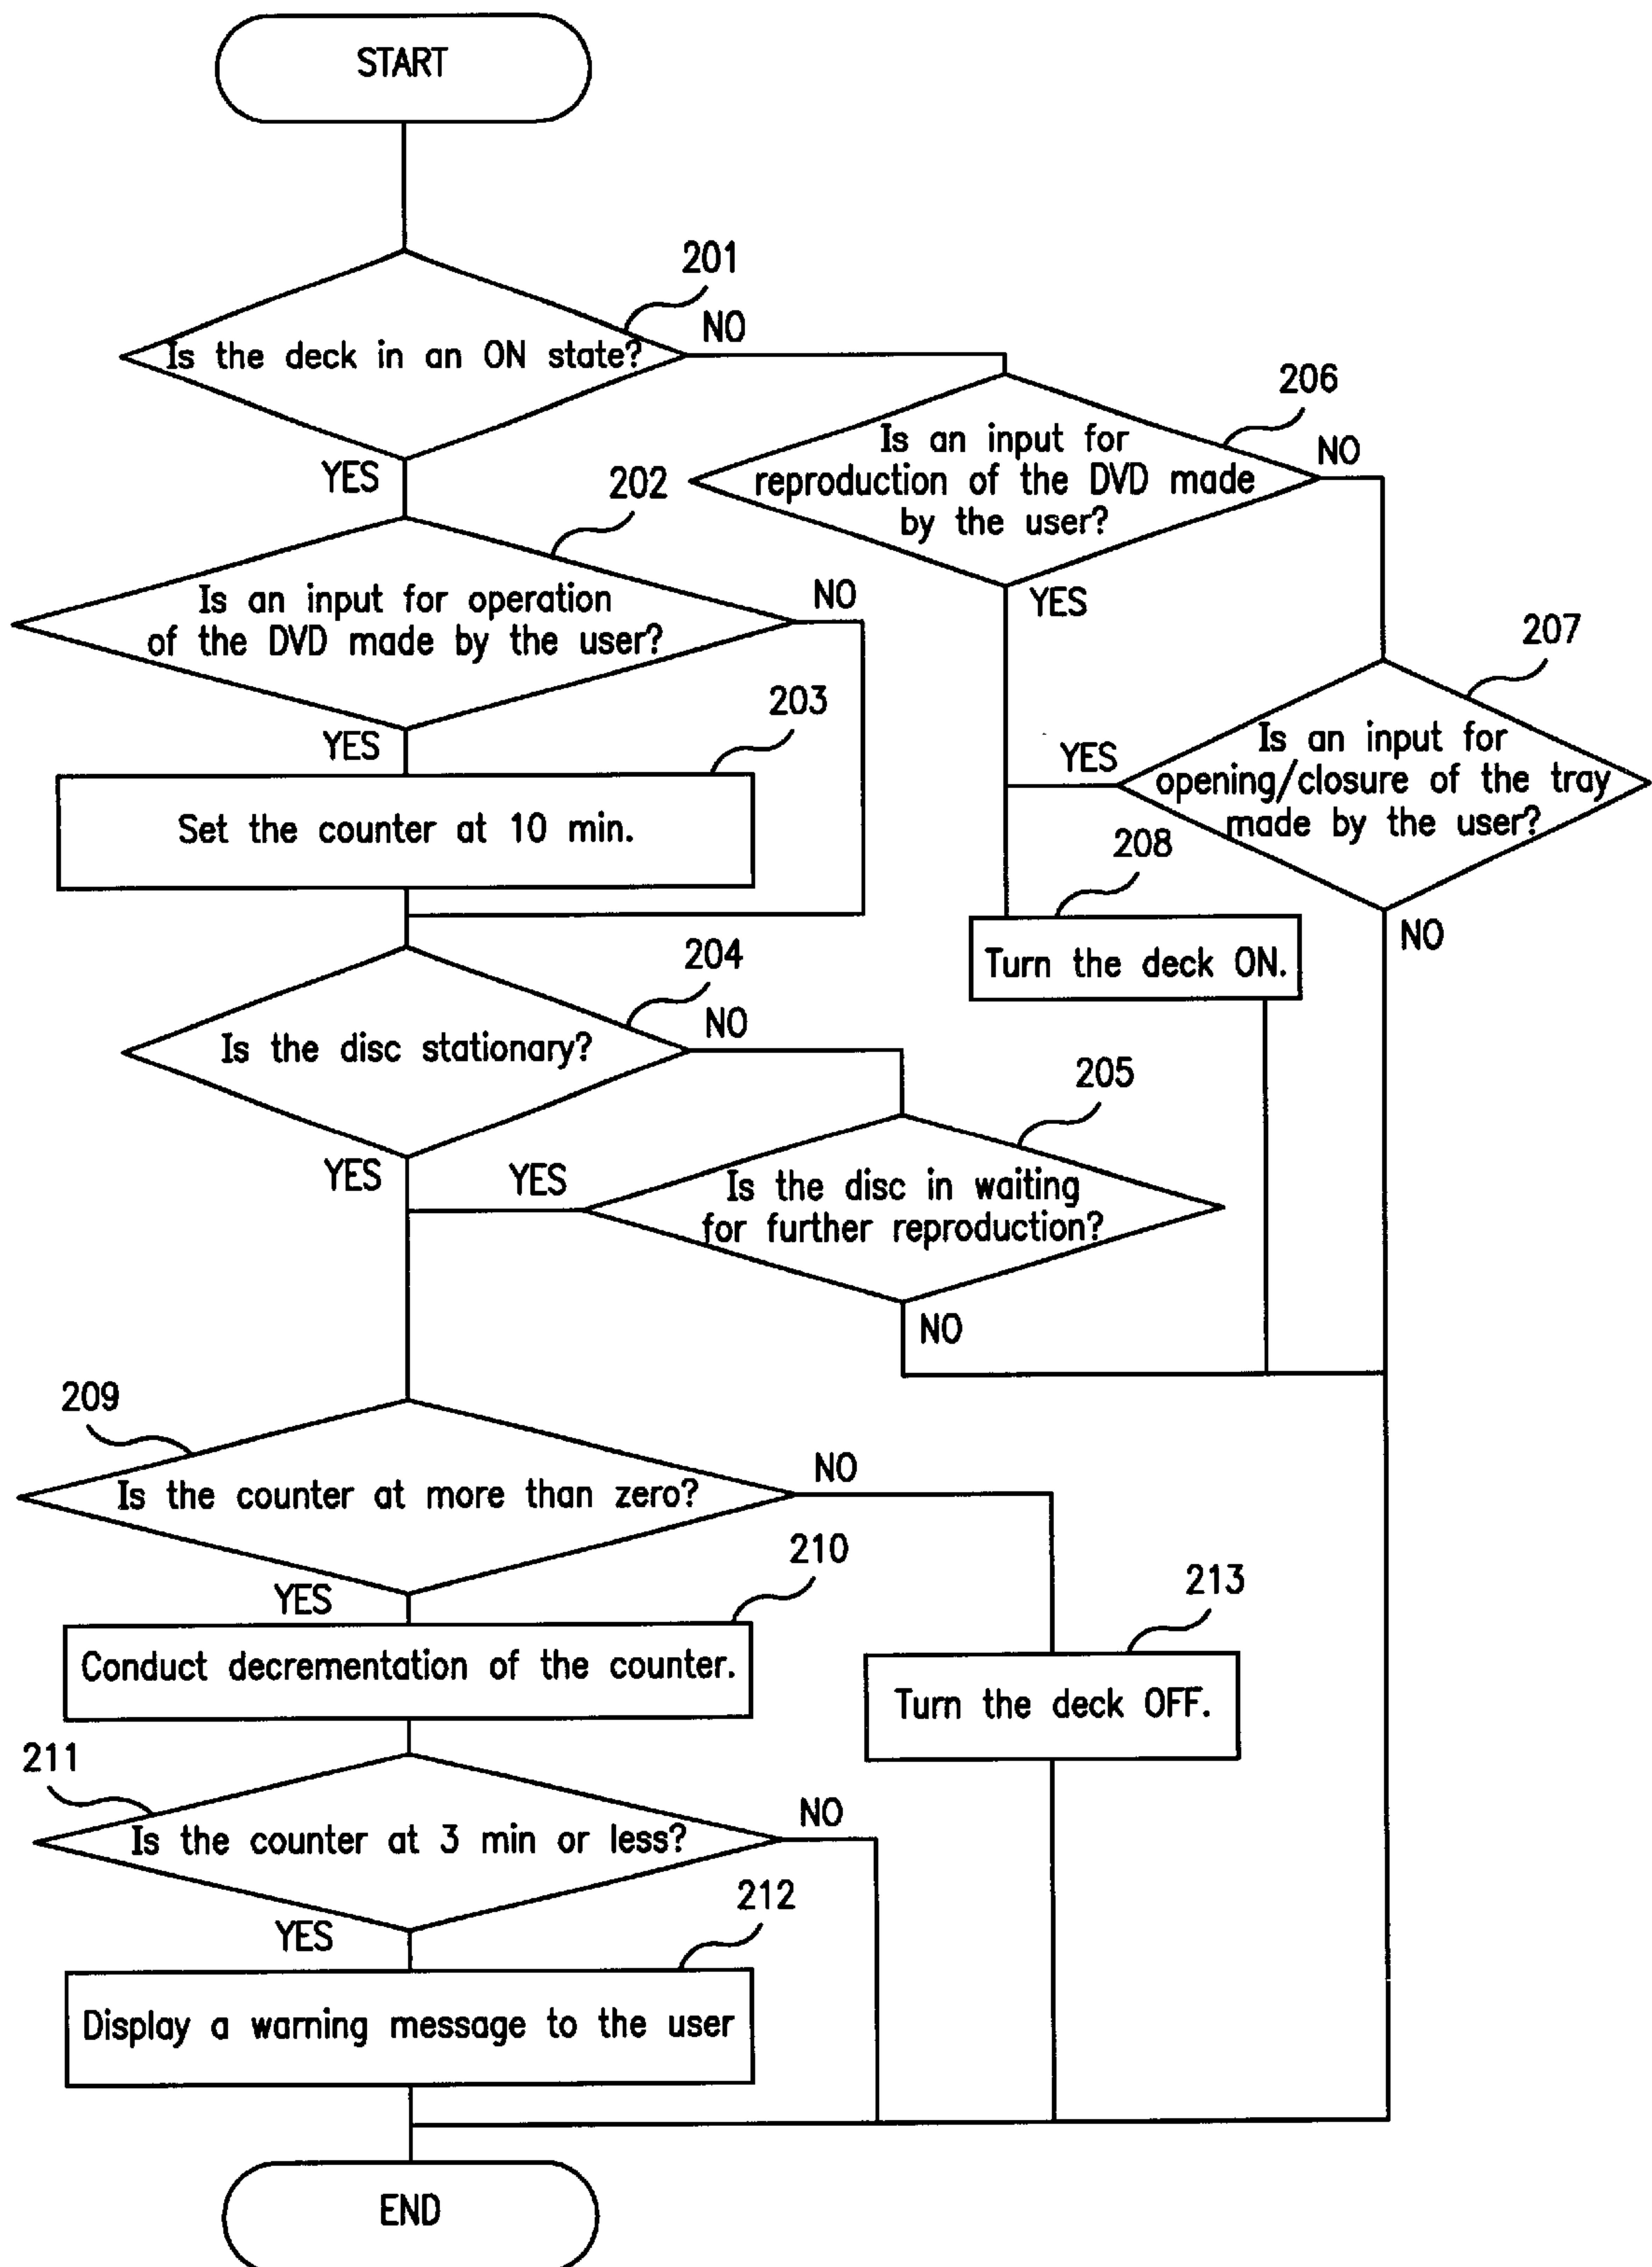 START
201
NO
Is the deck in an ON state?
YES
206
Is an input for
reproduction of the DVD made
by the user?
NO
YES
202
Is an input for operation
of the DVD made by the user?
NO
YES
207
Is an input for
opening/closure of the tray
made by the user?
YES
NO
203
Set the counter at 10 min.
208
Turn the deck ON.
204
Is the disc stationary?
NO
YES
205
Is the disc in waiting
for further reproduction?
YES
NO
209
Is the counter at more than zero?
NO
YES
210
Conduct decrementation of the counter.
213
Turn the deck OFF.
211
Is the counter at 3 min or less?
NO
YES
212
Display a warning message to the user
END